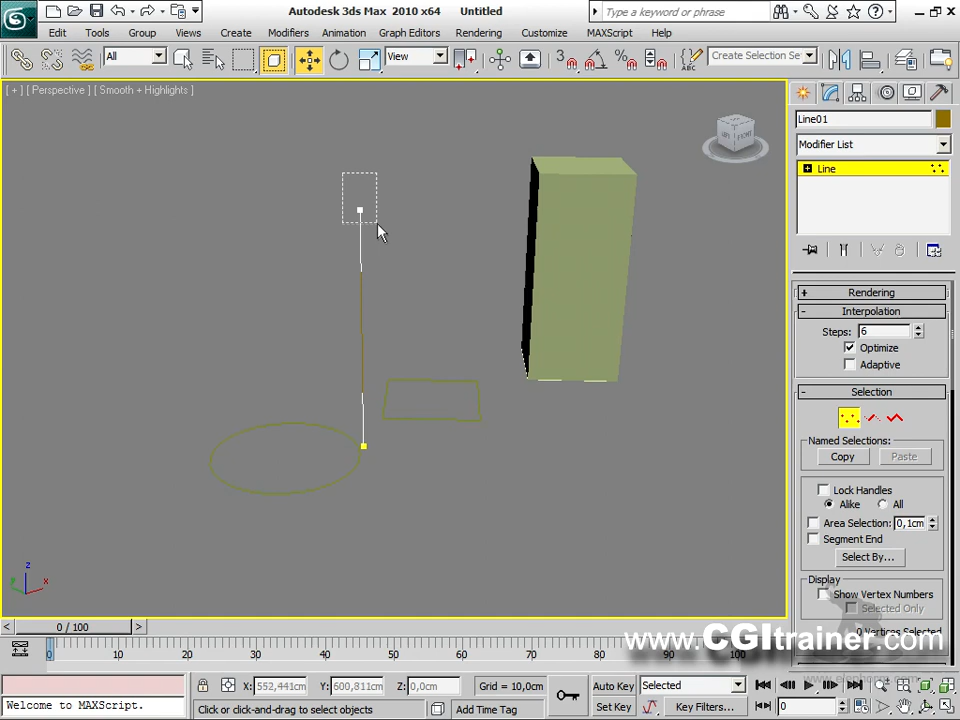 Autodesk 3ds Max 2010 x64 Untitled
Type a keyword or phrase
Edit Tools Group Views Create Modifiers Animation Graph Editors Rendering Customize MAXScript Help
All
View
3
Create Selection Se
[ + ] [ Perspective ] [ Smooth + Highlights ]
Line01
Modifier List
Line
Rendering
Interpolation
Steps: 6
Optimize
Adaptive
Selection
Named Selections:
Copy Paste
Lock Handles
Alike All
Area Selection: 0,1cm
Segment End
Select By...
Display
Show Vertex Numbers
Selected Only
0 Vertices Selected
z
x
y
0 / 100
www.CGItrainer.com
0 10 20 30 40 50 60 70 80 90 100
X: 552,441cm Y: 600,811cm Z: 0,0cm Grid = 10,0cm
Auto Key Selected
Welcome to MAXScript.
Click or click-and-drag to select objects
Add Time Tag
Set Key Key Filters...
0